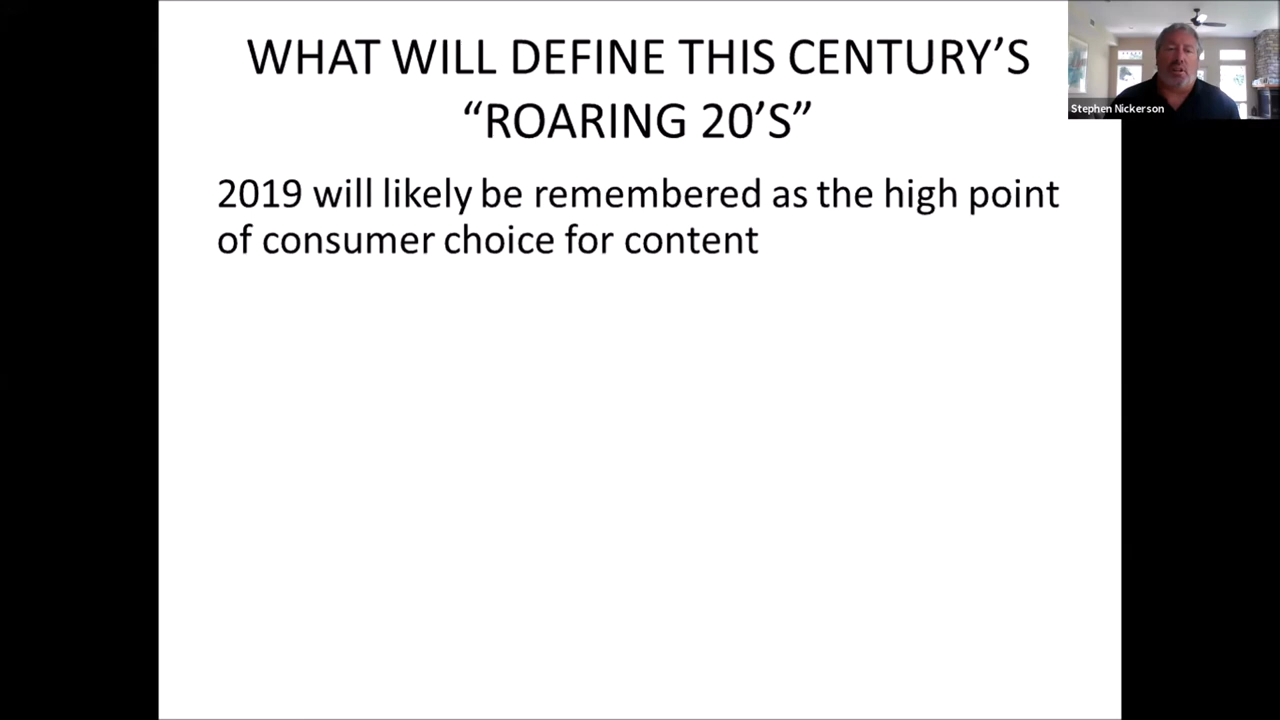 WHAT WILL DEFINE THIS CENTURY’S
“ROARING 20’S”
2019 will likely be remembered as the high point
of consumer choice for content
Stephen Nickerson